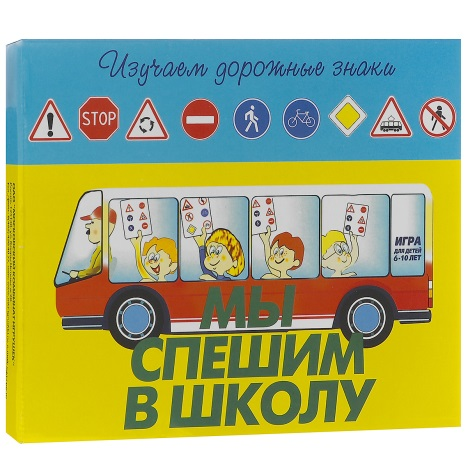 Изучаем дорожные знаки
STOP
ИГРА
ДЛЯ ДЕТЕЙ
6-10 ЛЕТ
МЫ
СПЕШИМ
В ШКОЛУ